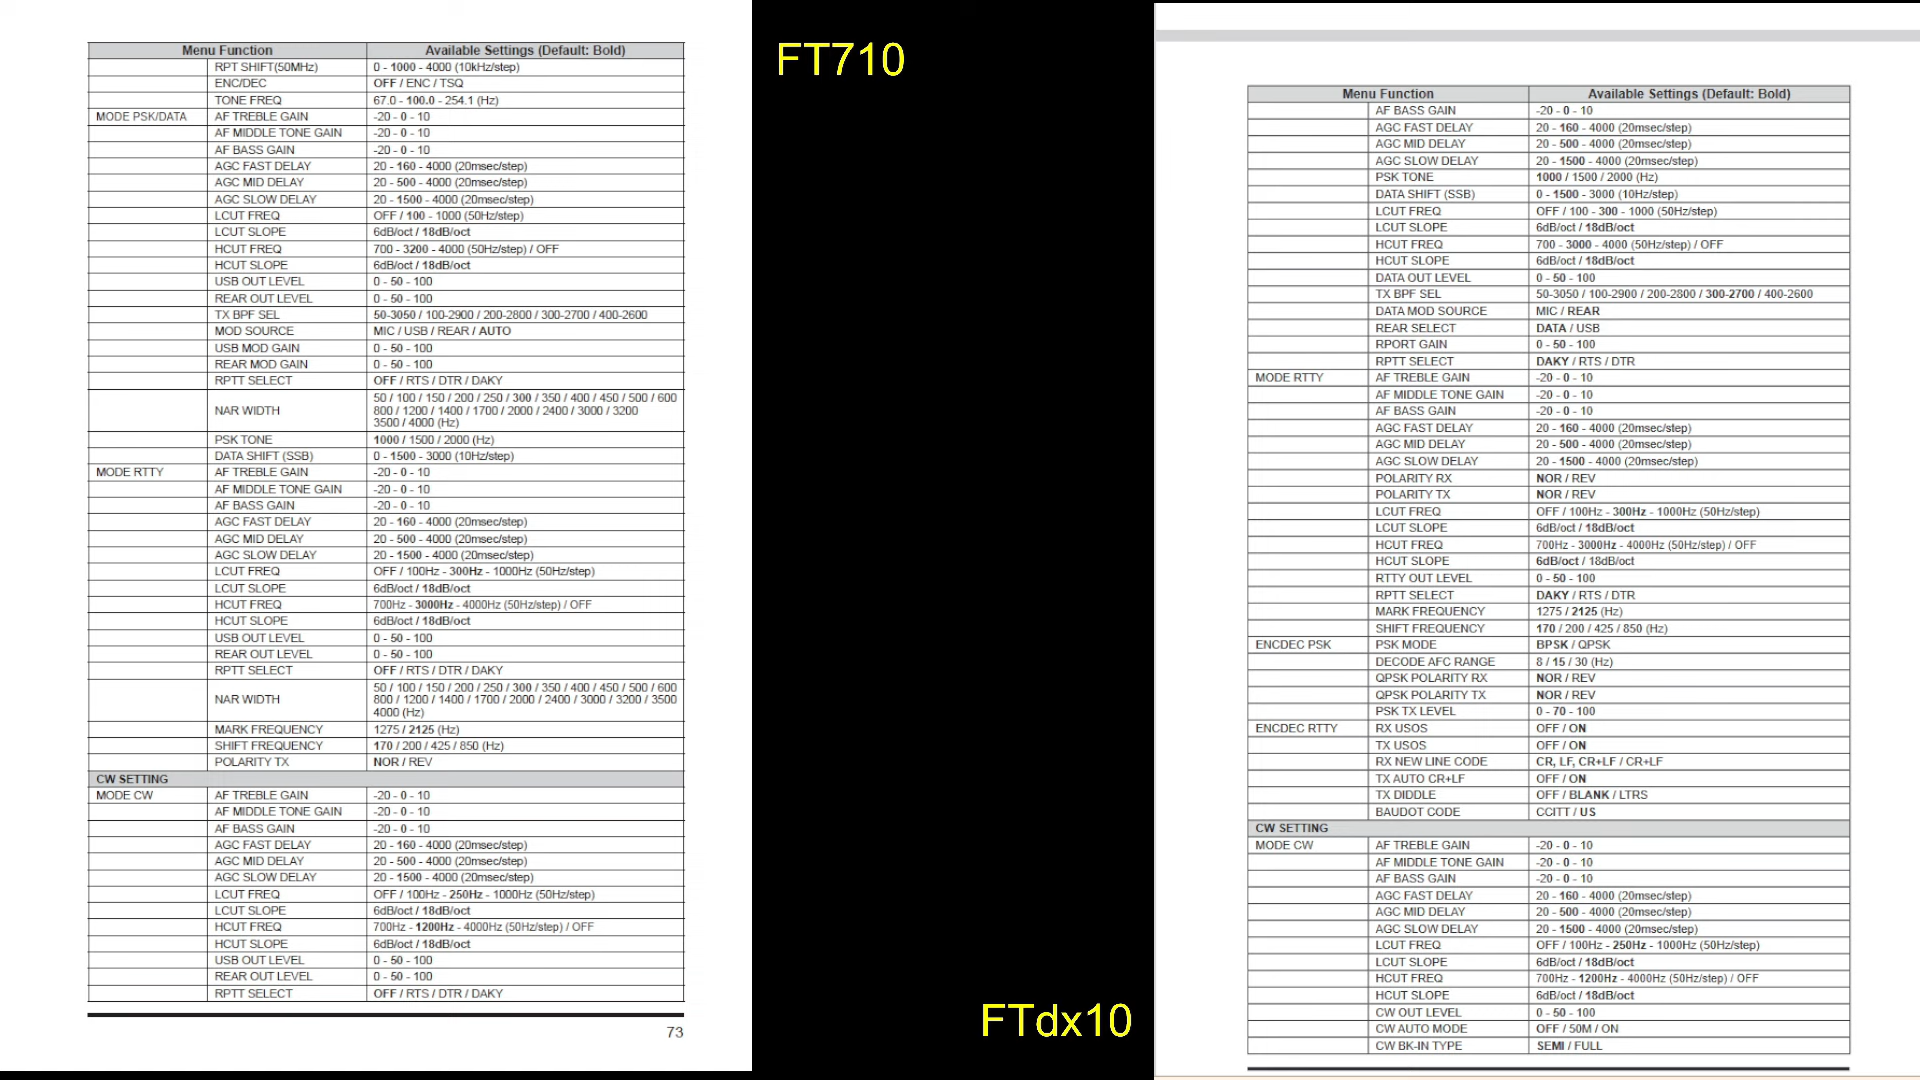 Menu Function Available Settings (Default: Bold)
RPT SHIFT(50MHz) 0 - 1000 - 4000 (10kHz/step)
ENC/DEC OFF / ENC / TSQ
TONE FREQ 67.0 - 100.0 - 254.1 (Hz)
MODE PSK/DATA AF TREBLE GAIN -20 - 0 - 10
AF MIDDLE TONE GAIN -20 - 0 - 10
AF BASS GAIN -20 - 0 - 10
AGC FAST DELAY 20 - 160 - 4000 (20msec/step)
AGC MID DELAY 20 - 500 - 4000 (20msec/step)
AGC SLOW DELAY 20 - 1500 - 4000 (20msec/step)
LCUT FREQ OFF / 100 - 1000 (50Hz/step)
LCUT SLOPE 6dB/oct / 18dB/oct
HCUT FREQ 700 - 3200 - 4000 (50Hz/step) / OFF
HCUT SLOPE 6dB/oct / 18dB/oct
USB OUT LEVEL 0 - 50 - 100
REAR OUT LEVEL 0 - 50 - 100
TX BPF SEL 50-3050 / 100-2900 / 200-2800 / 300-2700 / 400-2600
MOD SOURCE MIC / USB / REAR / AUTO
USB MOD GAIN 0 - 50 - 100
REAR MOD GAIN 0 - 50 - 100
RPTT SELECT OFF / RTS / DTR / DAKY
NAR WIDTH 50 / 100 / 150 / 200 / 250 / 300 / 350 / 400 / 450 / 500 / 600
800 / 1200 / 1400 / 1700 / 2000 / 2400 / 3000 / 3200
3500 / 4000 (Hz)
PSK TONE 1000 / 1500 / 2000 (Hz)
DATA SHIFT (SSB) 0 - 1500 - 3000 (10Hz/step)
MODE RTTY AF TREBLE GAIN -20 - 0 - 10
AF MIDDLE TONE GAIN -20 - 0 - 10
AF BASS GAIN -20 - 0 - 10
AGC FAST DELAY 20 - 160 - 4000 (20msec/step)
AGC MID DELAY 20 - 500 - 4000 (20msec/step)
AGC SLOW DELAY 20 - 1500 - 4000 (20msec/step)
LCUT FREQ OFF / 100Hz - 300Hz - 1000Hz (50Hz/step)
LCUT SLOPE 6dB/oct / 18dB/oct
HCUT FREQ 700Hz - 3000Hz - 4000Hz (50Hz/step) / OFF
HCUT SLOPE 6dB/oct / 18dB/oct
USB OUT LEVEL 0 - 50 - 100
REAR OUT LEVEL 0 - 50 - 100
RPTT SELECT OFF / RTS / DTR / DAKY
NAR WIDTH 50 / 100 / 150 / 200 / 250 / 300 / 350 / 400 / 450 / 500 / 600
800 / 1200 / 1400 / 1700 / 2000 / 2400 / 3000 / 3200 / 3500
4000 (Hz)
MARK FREQUENCY 1275 / 2125 (Hz)
SHIFT FREQUENCY 170 / 200 / 425 / 850 (Hz)
POLARITY TX NOR / REV
CW SETTING
MODE CW AF TREBLE GAIN -20 - 0 - 10
AF MIDDLE TONE GAIN -20 - 0 - 10
AF BASS GAIN -20 - 0 - 10
AGC FAST DELAY 20 - 160 - 4000 (20msec/step)
AGC MID DELAY 20 - 500 - 4000 (20msec/step)
AGC SLOW DELAY 20 - 1500 - 4000 (20msec/step)
LCUT FREQ OFF / 100Hz - 250Hz - 1000Hz (50Hz/step)
LCUT SLOPE 6dB/oct / 18dB/oct
HCUT FREQ 700Hz - 1200Hz - 4000Hz (50Hz/step) / OFF
HCUT SLOPE 6dB/oct / 18dB/oct
USB OUT LEVEL 0 - 50 - 100
REAR OUT LEVEL 0 - 50 - 100
RPTT SELECT OFF / RTS / DTR / DAKY
73
FT710
FTdx10
Menu Function Available Settings (Default: Bold)
AF BASS GAIN -20 - 0 - 10
AGC FAST DELAY 20 - 160 - 4000 (20msec/step)
AGC MID DELAY 20 - 500 - 4000 (20msec/step)
AGC SLOW DELAY 20 - 1500 - 4000 (20msec/step)
PSK TONE 1000 / 1500 / 2000 (Hz)
DATA SHIFT (SSB) 0 - 1500 - 3000 (10Hz/step)
LCUT FREQ OFF / 100 - 300 - 1000 (50Hz/step)
LCUT SLOPE 6dB/oct / 18dB/oct
HCUT FREQ 700 - 3000 - 4000 (50Hz/step) / OFF
HCUT SLOPE 6dB/oct / 18dB/oct
DATA OUT LEVEL 0 - 50 - 100
TX BPF SEL 50-3050 / 100-2900 / 200-2800 / 300-2700 / 400-2600
DATA MOD SOURCE MIC / REAR
REAR SELECT DATA / USB
RPORT GAIN 0 - 50 - 100
RPTT SELECT DAKY / RTS / DTR
MODE RTTY AF TREBLE GAIN -20 - 0 - 10
AF MIDDLE TONE GAIN -20 - 0 - 10
AF BASS GAIN -20 - 0 - 10
AGC FAST DELAY 20 - 160 - 4000 (20msec/step)
AGC MID DELAY 20 - 500 - 4000 (20msec/step)
AGC SLOW DELAY 20 - 1500 - 4000 (20msec/step)
POLARITY RX NOR / REV
POLARITY TX NOR / REV
LCUT FREQ OFF / 100Hz - 300Hz - 1000Hz (50Hz/step)
LCUT SLOPE 6dB/oct / 18dB/oct
HCUT FREQ 700Hz - 3000Hz - 4000Hz (50Hz/step) / OFF
HCUT SLOPE 6dB/oct / 18dB/oct
RTTY OUT LEVEL 0 - 50 - 100
RPTT SELECT DAKY / RTS / DTR
MARK FREQUENCY 1275 / 2125 (Hz)
SHIFT FREQUENCY 170 / 200 / 425 / 850 (Hz)
ENCDEC PSK PSK MODE BPSK / QPSK
DECODE AFC RANGE 8 / 15 / 30 (Hz)
QPSK POLARITY RX NOR / REV
QPSK POLARITY TX NOR / REV
PSK TX LEVEL 0 - 70 - 100
ENCDEC RTTY RX USOS OFF / ON
TX USOS OFF / ON
RX NEW LINE CODE CR, LF, CR+LF / CR+LF
TX AUTO CR+LF OFF / ON
TX DIDDLE OFF / BLANK / LTRS
BAUDOT CODE CCITT / US
CW SETTING
MODE CW AF TREBLE GAIN -20 - 0 - 10
AF MIDDLE TONE GAIN -20 - 0 - 10
AF BASS GAIN -20 - 0 - 10
AGC FAST DELAY 20 - 160 - 4000 (20msec/step)
AGC MID DELAY 20 - 500 - 4000 (20msec/step)
AGC SLOW DELAY 20 - 1500 - 4000 (20msec/step)
LCUT FREQ OFF / 100Hz - 250Hz - 1000Hz (50Hz/step)
LCUT SLOPE 6dB/oct / 18dB/oct
HCUT FREQ 700Hz - 1200Hz - 4000Hz (50Hz/step) / OFF
HCUT SLOPE 6dB/oct / 18dB/oct
CW OUT LEVEL 0 - 50 - 100
CW AUTO MODE OFF / 50M / ON
CW BK-IN TYPE SEMI / FULL